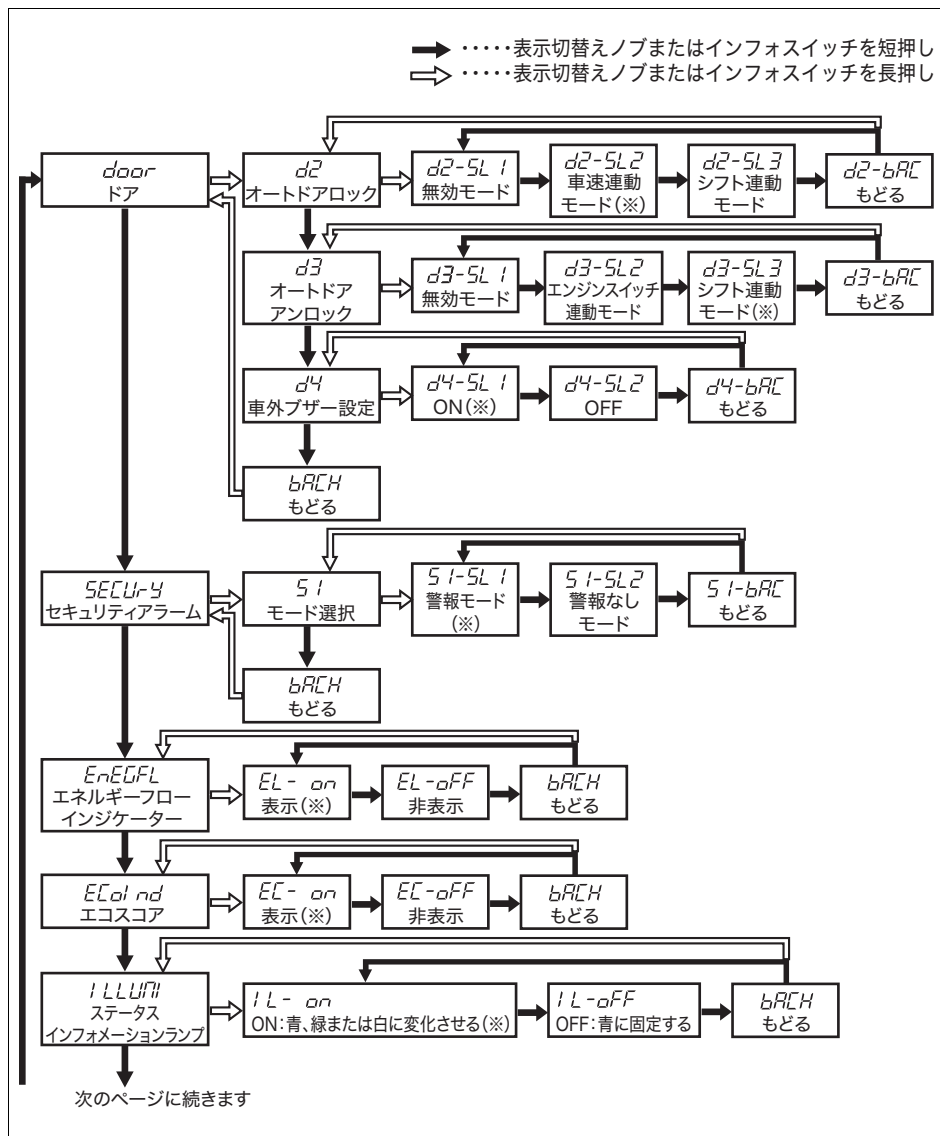 ・・・・・表示切替えノブまたはインフォスイッチを短押し
・・・・・表示切替えノブまたはインフォスイッチを長押し
door
ドア
d2
オートドアロック
d2-SL1
無効モード
d2-SL2
車速連動
モード(※)
d2-SL3
シフト連動
モード
d2-bAC
もどる
d3
オートドア
アンロック
d3-SL1
無効モード
d3-SL2
エンジンスイッチ
連動モード
d3-SL3
シフト連動
モード(※)
d3-bAC
もどる
d4
車外ブザー設定
d4-SL1
ON(※)
d4-SL2
OFF
d4-bAC
もどる
bACH
もどる
SECUrY
セキュリティアラーム
S1
モード選択
S1-SL1
警報モード
(※)
S1-SL2
警報なし
モード
S1-bAC
もどる
bACH
もどる
EnEGFL
エネルギーフロー
インジケーター
EL- on
表示(※)
EL-oFF
非表示
bACH
もどる
ECoInd
エコスコア
EC- on
表示(※)
EC-oFF
非表示
bACH
もどる
ILLUMI
ステータス
インフォメーションランプ
IL- on
ON:青、緑または白に変化させる(※)
IL-oFF
OFF:青に固定する
bACH
もどる
次のページに続きます